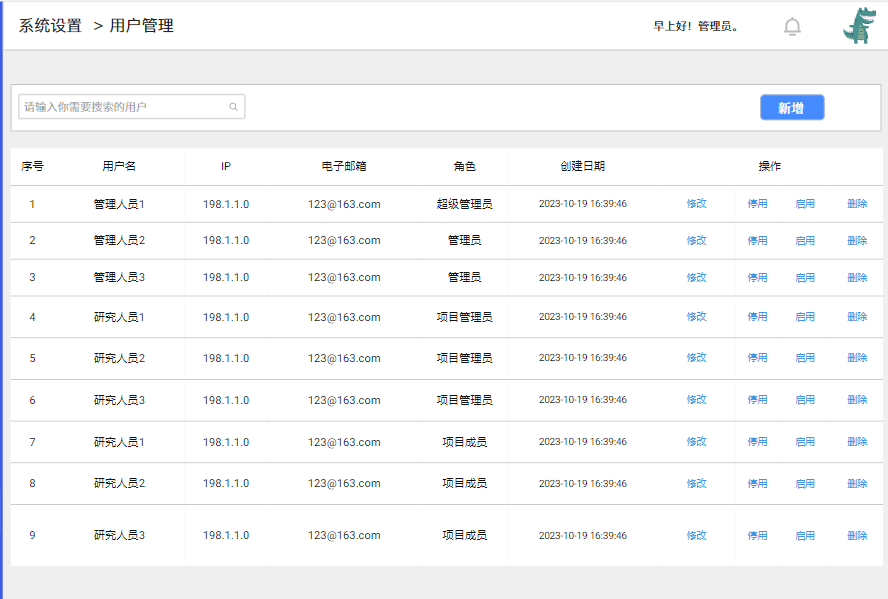 系统设置 > 用户管理 早上好！管理员。
请输入你需要搜索的用户 新增
序号 用户名 IP 电子邮箱 角色 创建日期 操作
1 管理人员1 198.1.1.0 123@163.com 超级管理员 2023-10-19 16:39:46 修改 停用 启用 删除
2 管理人员2 198.1.1.0 123@163.com 管理员 2023-10-19 16:39:46 修改 停用 启用 删除
3 管理人员3 198.1.1.0 123@163.com 管理员 2023-10-19 16:39:46 修改 停用 启用 删除
4 研究人员1 198.1.1.0 123@163.com 项目管理员 2023-10-19 16:39:46 修改 停用 启用 删除
5 研究人员2 198.1.1.0 123@163.com 项目管理员 2023-10-19 16:39:46 修改 停用 启用 删除
6 研究人员3 198.1.1.0 123@163.com 项目管理员 2023-10-19 16:39:46 修改 停用 启用 删除
7 研究人员1 198.1.1.0 123@163.com 项目成员 2023-10-19 16:39:46 修改 停用 启用 删除
8 研究人员2 198.1.1.0 123@163.com 项目成员 2023-10-19 16:39:46 修改 停用 启用 删除
9 研究人员3 198.1.1.0 123@163.com 项目成员 2023-10-19 16:39:46 修改 停用 启用 删除